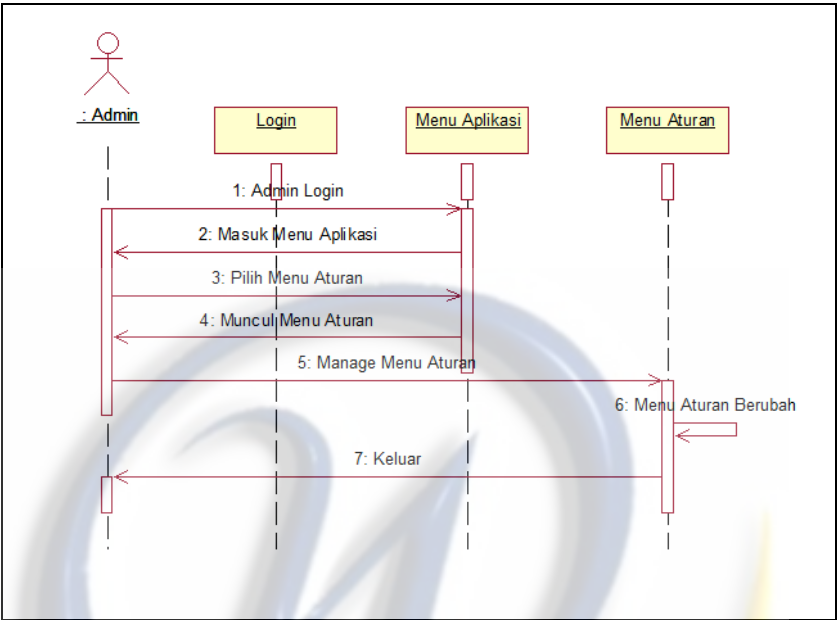 : Admin
Login
Menu Aplikasi
Menu Aturan
1: Admin Login
2: Masuk Menu Aplikasi
3: Pilih Menu Aturan
4: Muncul Menu Aturan
5: Manage Menu Aturan
6: Menu Aturan Berubah
7: Keluar